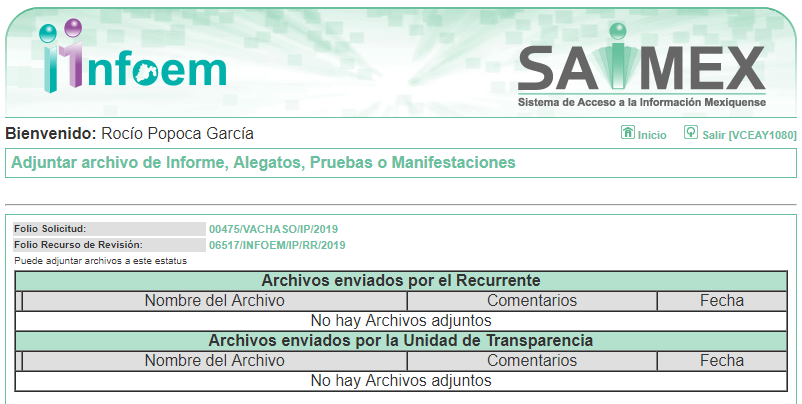 infoem
SAIMEX
Sistema de Acceso a la Información Mexiquense
Bienvenido: Rocío Popoca García
Inicio Salir [VCEAY1080]
Adjuntar archivo de Informe, Alegatos, Pruebas o Manifestaciones
Folio Solicitud: 00475/VACHASO/IP/2019
Folio Recurso de Revisión: 06517/INFOEM/IP/RR/2019
Puede adjuntar archivos a este estatus
Archivos enviados por el Recurrente
Nombre del Archivo Comentarios Fecha
No hay Archivos adjuntos
Archivos enviados por la Unidad de Transparencia
Nombre del Archivo Comentarios Fecha
No hay Archivos adjuntos